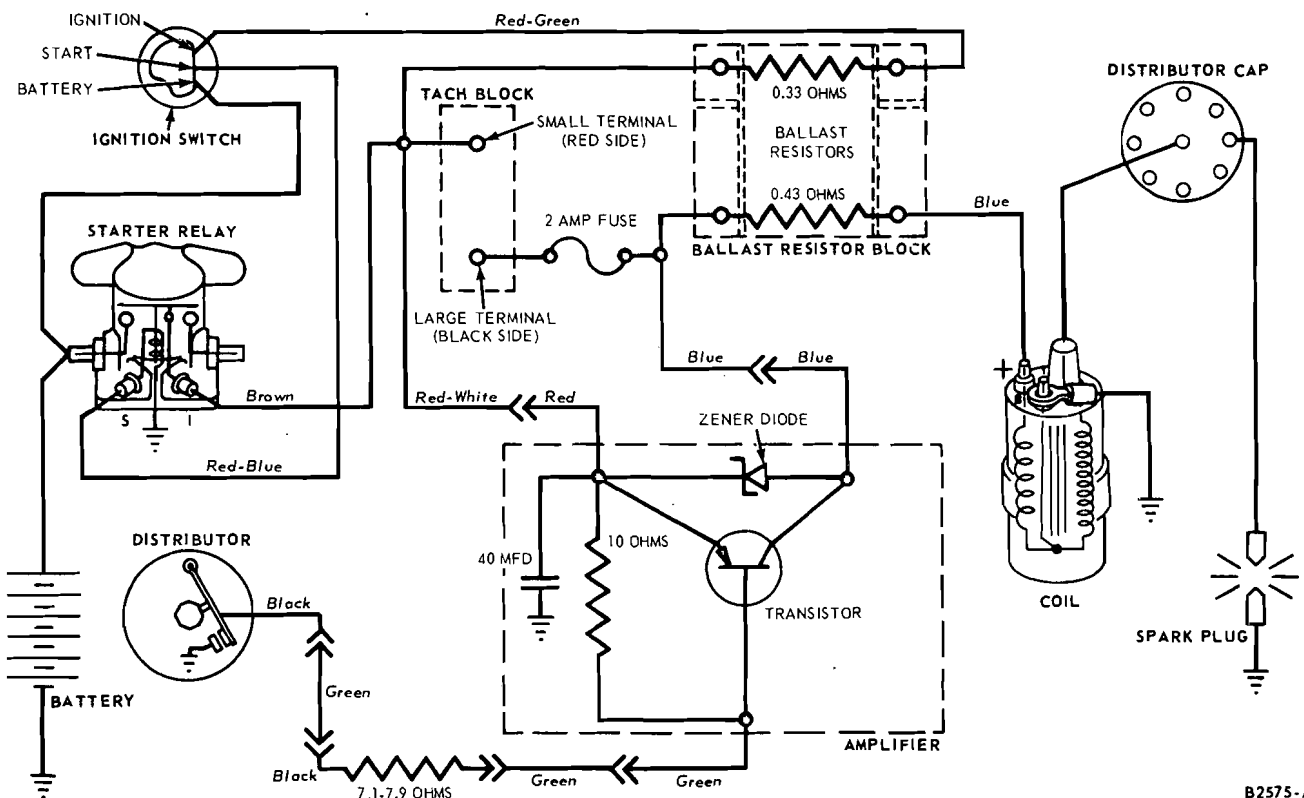 IGNITION
START
BATTERY
IGNITION SWITCH
Red-Green
TACH BLOCK
SMALL TERMINAL
(RED SIDE)
0.33 OHMS
BALLAST
RESISTORS
0.43 OHMS
BALLAST RESISTOR BLOCK
DISTRIBUTOR CAP
Blue
STARTER RELAY
2 AMP FUSE
LARGE TERMINAL
(BLACK SIDE)
Blue
Blue
S
I
Brown
Red-White
Red
Red-Blue
ZENER DIODE
+
DISTRIBUTOR
Black
40 MFD
10 OHMS
TRANSISTOR
COIL
SPARK PLUG
BATTERY
Green
AMPLIFIER
Black
7.1-7.9 OHMS
Green
Green